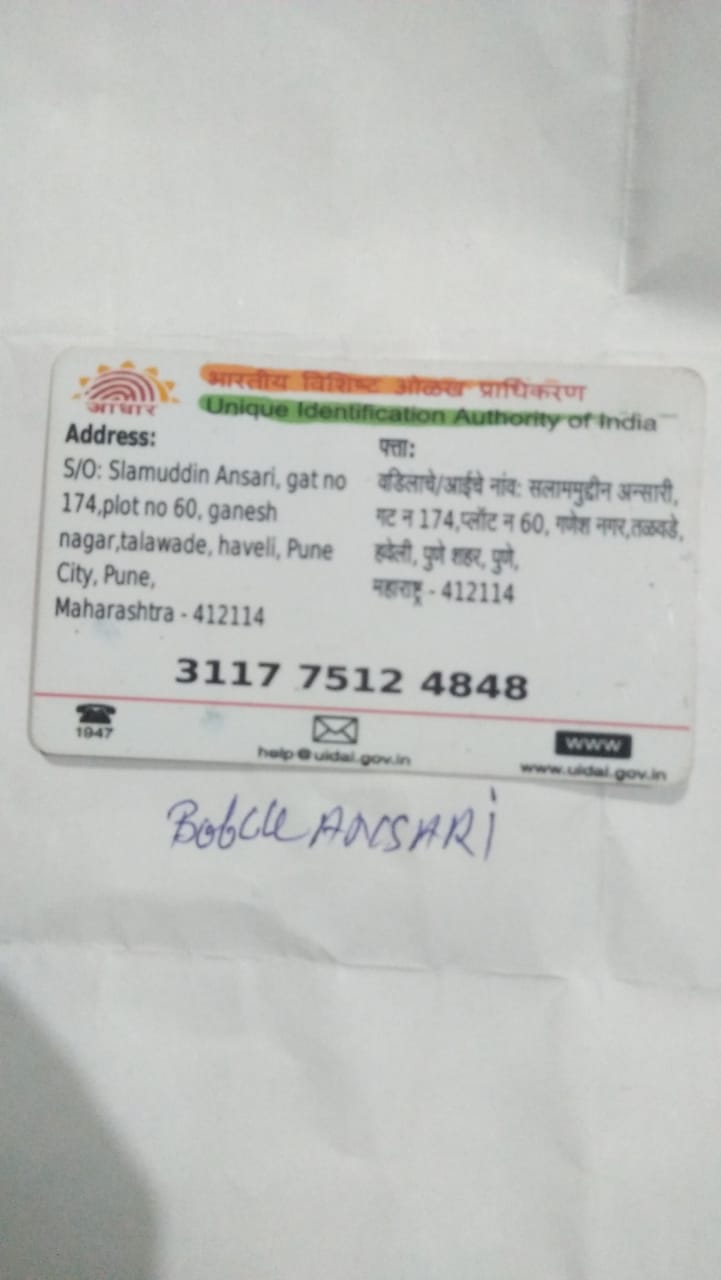 आधार
भारतीय विशिष्ट ओळख प्राधिकरण
Unique Identification Authority of India
Address:
S/O: Slamuddin Ansari, gat no
174,plot no 60, ganesh
nagar,talawade, haveli, Pune
City, Pune,
Maharashtra - 412114
पत्ता:
वडिलाचे/आईचे नांव: सलाममुद्दीन अन्सारी,
गट न 174,प्लॉट न 60, गणेश नगर,तळवडे,
हवेली, पुणे शहर, पुणे,
महाराष्ट्र - 412114
3117 7512 4848
1947
help@uidai.gov.in
www
www.uidai.gov.in
ANSARI